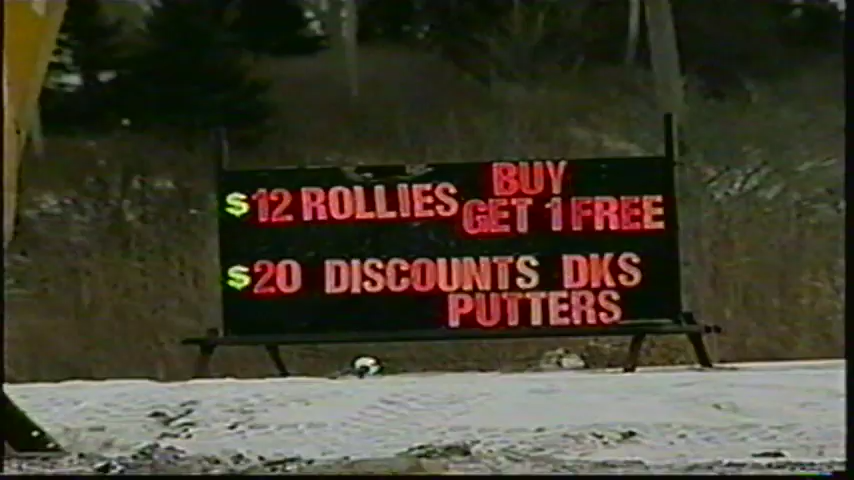 $12 ROLLIES BUY
GET 1 FREE
$20 DISCOUNTS DKS
PUTTERS